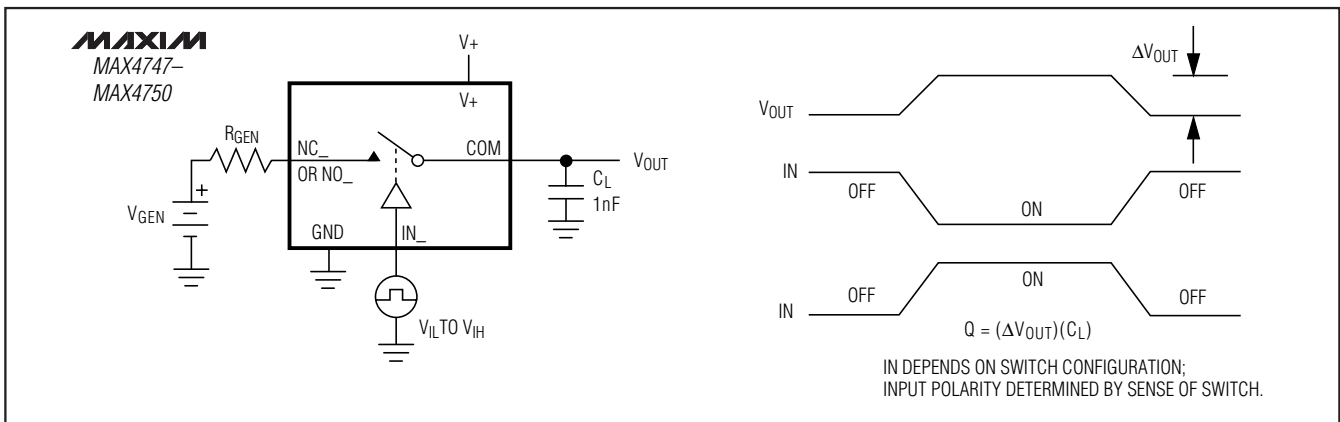 MAXIM
MAX4747–
MAX4750
V+
V+
RGEN
NC_
OR NO_
COM
VOUT
CL
1nF
+
VGEN
GND
IN_
VIL TO VIH
ΔVOUT
VOUT
IN
OFF
ON
OFF
IN
OFF
ON
OFF
Q = (ΔVOUT)(CL)
IN DEPENDS ON SWITCH CONFIGURATION;
INPUT POLARITY DETERMINED BY SENSE OF SWITCH.